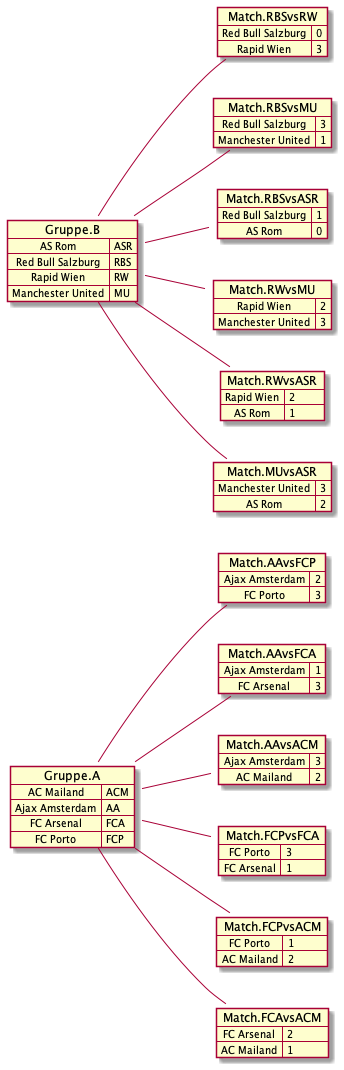 Match.RBSvsRW
Red Bull Salzburg 0
Rapid Wien 3
Match.RBSvsMU
Red Bull Salzburg 3
Manchester United 1
Match.RBSvsASR
Red Bull Salzburg 1
AS Rom 0
Gruppe.B
AS Rom ASR
Red Bull Salzburg RBS
Rapid Wien RW
Manchester United MU
Match.RWvsMU
Rapid Wien 2
Manchester United 3
Match.RWvsASR
Rapid Wien 2
AS Rom 1
Match.MUvsASR
Manchester United 3
AS Rom 2
Match.AAvsFCP
Ajax Amsterdam 2
FC Porto 3
Match.AAvsFCA
Ajax Amsterdam 1
FC Arsenal 3
Match.AAvsACM
Ajax Amsterdam 3
AC Mailand 2
Gruppe.A
AC Mailand ACM
Ajax Amsterdam AA
FC Arsenal FCA
FC Porto FCP
Match.FCPvsFCA
FC Porto 3
FC Arsenal 1
Match.FCPvsACM
FC Porto 1
AC Mailand 2
Match.FCAvsACM
FC Arsenal 2
AC Mailand 1